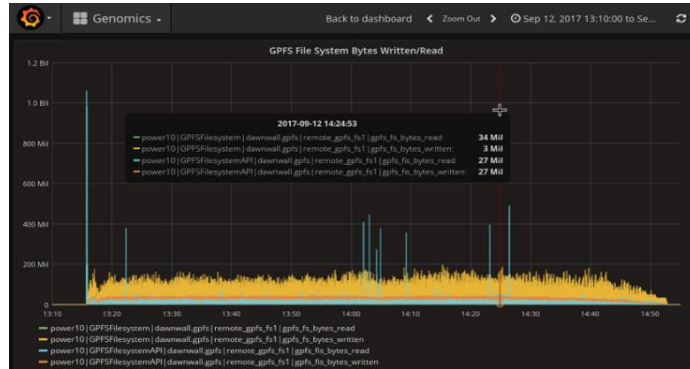 Genomics
Back to dashboard Zoom Out Sep 12, 2017 13:10:00 to Se...
GPFS File System Bytes Written/Read
1.2 Bil
1.0 Bil
800 Mil
600 Mil
400 Mil
200 Mil
0
2017-09-12 14:24:53
power10|GPFSFilesystem|dawnwall.gpfs|remote_gpfs_fs1|gpfs_fs_bytes_read: 34 Mil
power10|GPFSFilesystem|dawnwall.gpfs|remote_gpfs_fs1|gpfs_fs_bytes_written: 3 Mil
power10|GPFSFilesystemAPI|dawnwall.gpfs|remote_gpfs_fs1|gpfs_fis_bytes_read: 27 Mil
power10|GPFSFilesystemAPI|dawnwall.gpfs|remote_gpfs_fs1|gpfs_fis_bytes_written: 27 Mil
13:10 13:20 13:30 13:40 13:50 14:00 14:10 14:20 14:30 14:40 14:50
power10|GPFSFilesystem|dawnwall.gpfs|remote_gpfs_fs1|gpfs_fs_bytes_read
power10|GPFSFilesystem|dawnwall.gpfs|remote_gpfs_fs1|gpfs_fs_bytes_written
power10|GPFSFilesystemAPI|dawnwall.gpfs|remote_gpfs_fs1|gpfs_fis_bytes_read
power10|GPFSFilesystemAPI|dawnwall.gpfs|remote_gpfs_fs1|gpfs_fis_bytes_written